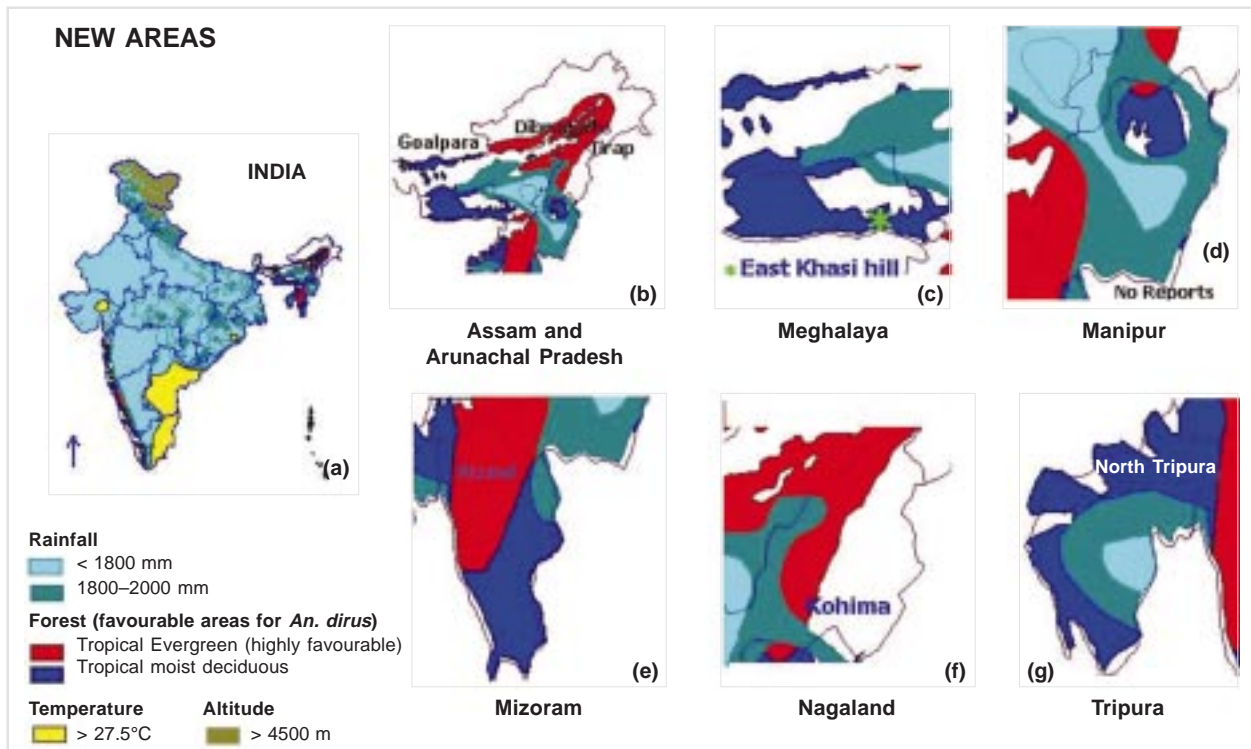 NEW AREAS
INDIA
(a)
Goalpara
Tirap
(b)
Assam and
Arunachal Pradesh
East Khasi hill
(c)
Meghalaya
(d)
No Reports
Manipur
(e)
Mizoram
Kohima
(f)
Nagaland
North Tripura
(g)
Tripura
Rainfall
< 1800 mm
1800–2000 mm
Forest (favourable areas for An. dirus)
Tropical Evergreen (highly favourable)
Tropical moist deciduous
Temperature
> 27.5°C
Altitude
> 4500 m